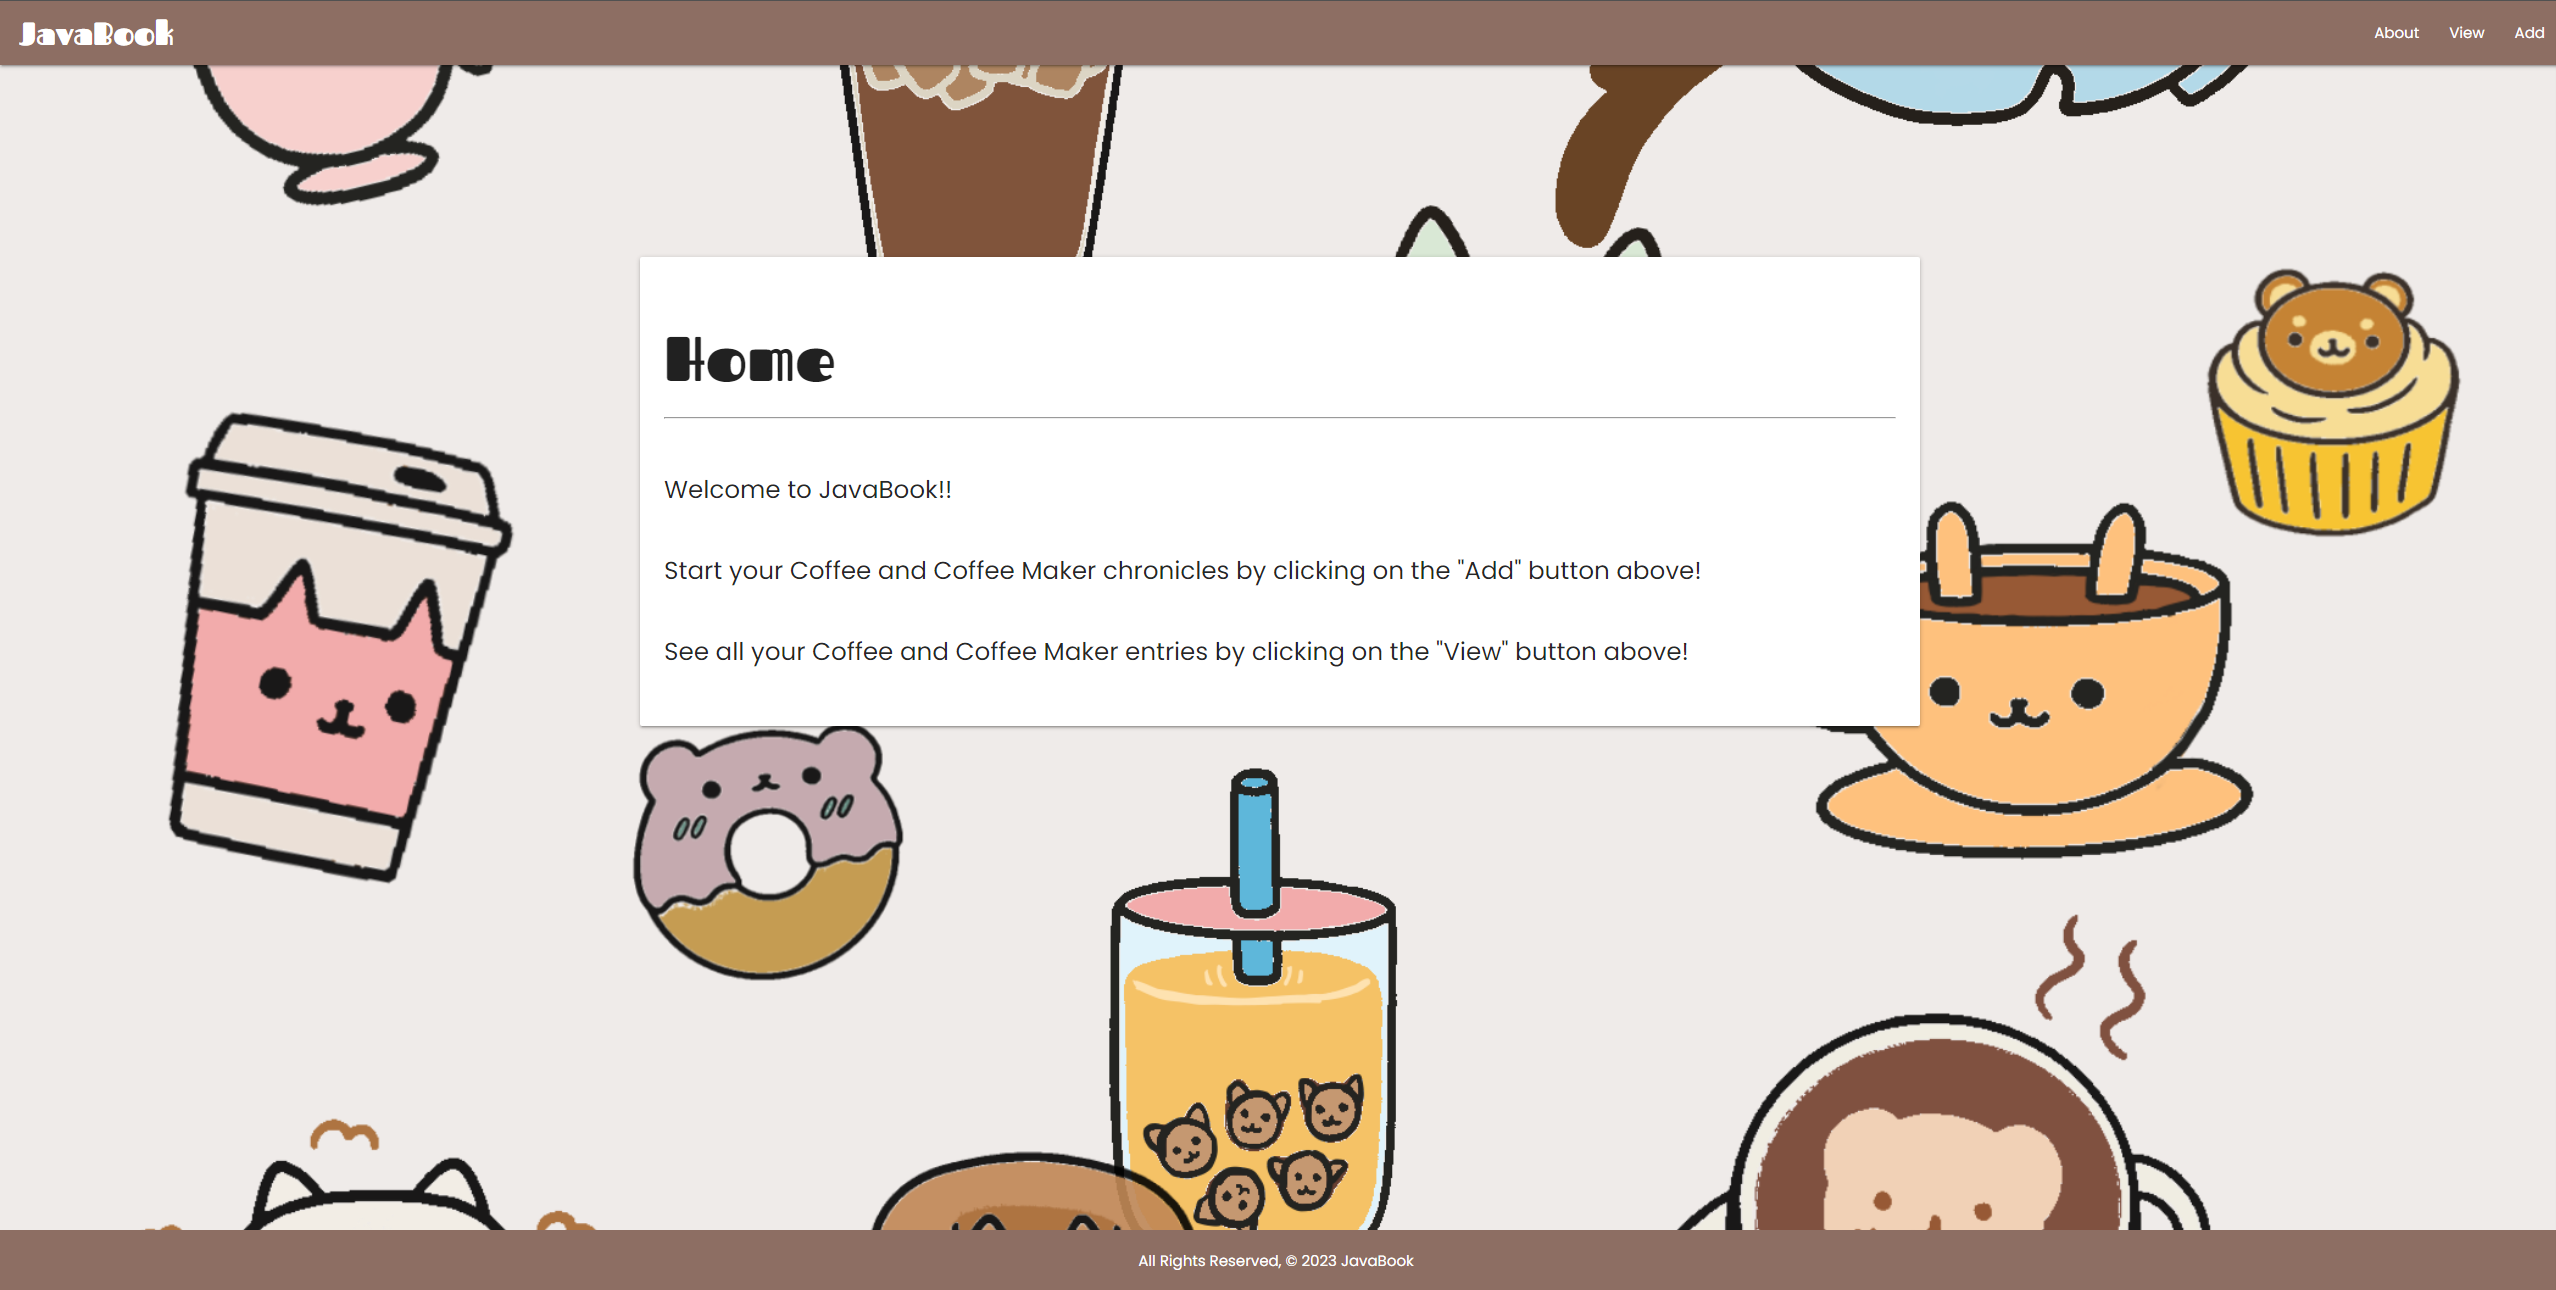 JavaBook
About View Add
Home
Welcome to JavaBook!!
Start your Coffee and Coffee Maker chronicles by clicking on the "Add" button above!
See all your Coffee and Coffee Maker entries by clicking on the "View" button above!
All Rights Reserved, © 2023 JavaBook